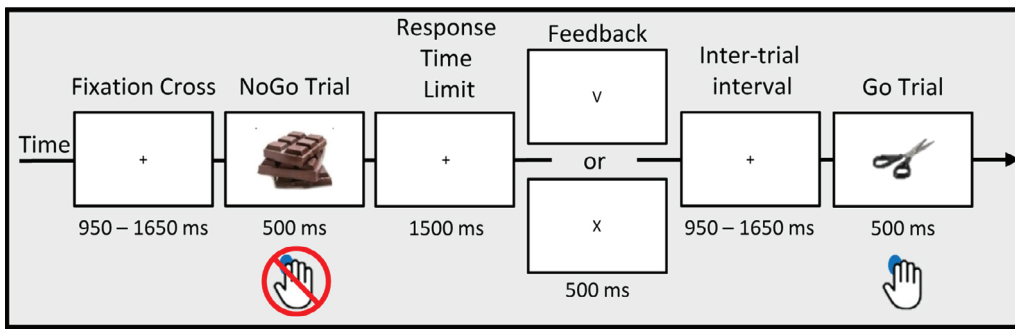 Time
Fixation Cross
+
950 – 1650 ms
NoGo Trial
500 ms
Response
Time
Limit
+
1500 ms
Feedback
V
or
X
500 ms
Inter-trial
interval
+
950 – 1650 ms
Go Trial
500 ms